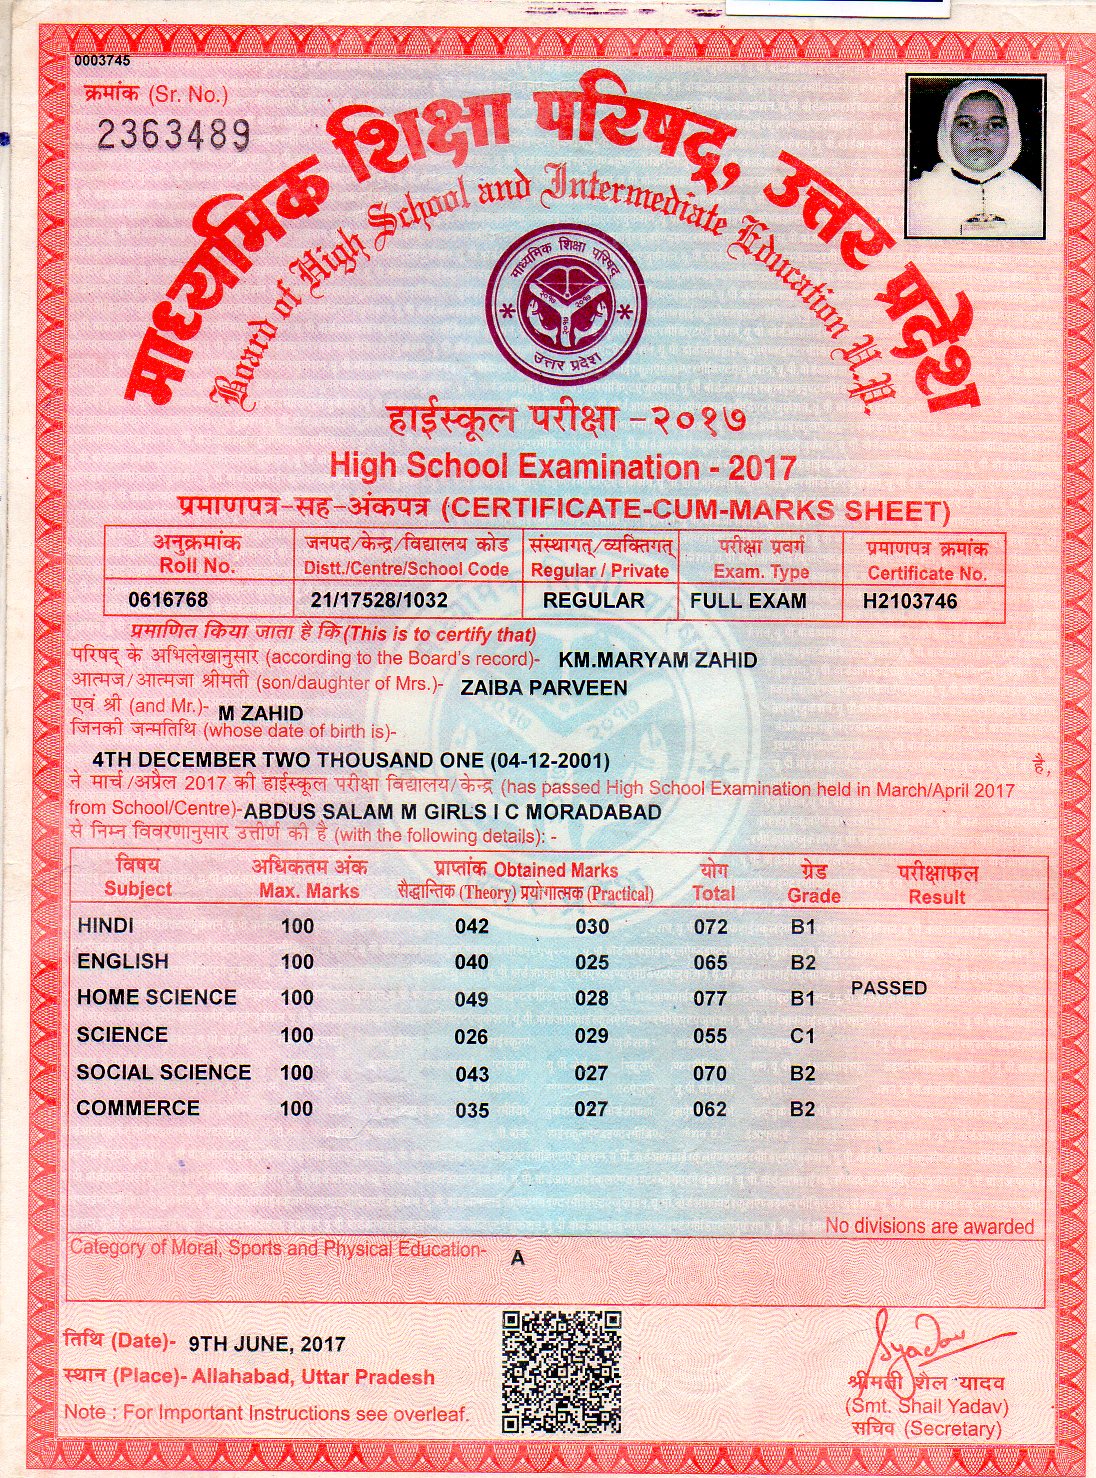 0003745
क्रमांक (Sr. No.)
2363489
माध्यमिक शिक्षा परिषद्, उत्तर प्रदेश
Board of High School and Intermediate Education U.P.
माध्यमिक शिक्षा परिषद्
२०१७ २०१७
२०१७
उत्तर प्रदेश
हाईस्कूल परीक्षा -२०१७
High School Examination - 2017
प्रमाणपत्र-सह-अंकपत्र (CERTIFICATE-CUM-MARKS SHEET)
अनुक्रमांक जनपद/केन्द्र/विद्यालय कोड संस्थागत्/व्यक्तिगत् परीक्षा प्रवर्ग प्रमाणपत्र क्रमांक
Roll No. Distt./Centre/School Code Regular / Private Exam. Type Certificate No.
0616768 21/17528/1032 REGULAR FULL EXAM H2103746
प्रमाणित किया जाता है कि (This is to certify that)
परिषद् के अभिलेखानुसार (according to the Board's record)- KM.MARYAM ZAHID
आत्मज/आत्मजा श्रीमती (son/daughter of Mrs.)- ZAIBA PARVEEN
एवं श्री (and Mr.)- M ZAHID
जिनकी जन्मतिथि (whose date of birth is)-
4TH DECEMBER TWO THOUSAND ONE (04-12-2001) है,
ने मार्च/अप्रैल 2017 की हाईस्कूल परीक्षा विद्यालय/केन्द्र (has passed High School Examination held in March/April 2017
from School/Centre)-ABDUS SALAM M GIRLS I C MORADABAD
से निम्न विवरणानुसार उत्तीर्ण की है (with the following details): -
विषय अधिकतम अंक प्राप्तांक Obtained Marks योग ग्रेड परीक्षाफल
Subject Max. Marks सैद्धान्तिक (Theory) प्रयोगात्मक (Practical) Total Grade Result
HINDI 100 042 030 072 B1
ENGLISH 100 040 025 065 B2
HOME SCIENCE 100 049 028 077 B1 PASSED
SCIENCE 100 026 029 055 C1
SOCIAL SCIENCE 100 043 027 070 B2
COMMERCE 100 035 027 062 B2
No divisions are awarded
Category of Moral, Sports and Physical Education- A
तिथि (Date)- 9TH JUNE, 2017
स्थान (Place)- Allahabad, Uttar Pradesh
Note : For Important Instructions see overleaf.
Syadav
श्रीमती शैल यादव
(Smt. Shail Yadav)
सचिव (Secretary)